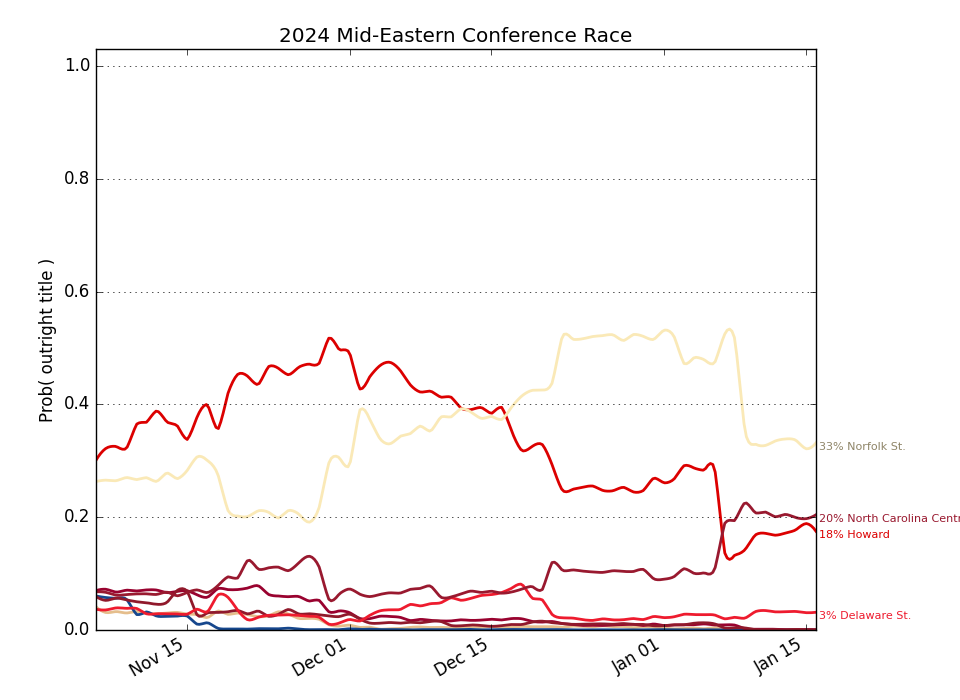 2024 Mid-Eastern Conference Race
Prob( outright title )
1.0
0.8
0.6
0.4
0.2
0.0
33% Norfolk St.
20% North Carolina Centr
18% Howard
3% Delaware St.
Nov 15
Dec 01
Dec 15
Jan 01
Jan 15